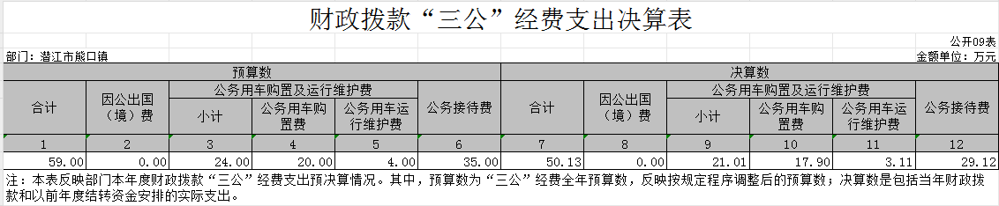 财政拨款“三公”经费支出决算表
公开09表
部门：潜江市熊口镇 金额单位：万元
预算数 决算数
合计 因公出国（境）费 公务用车购置及运行维护费 公务接待费 合计 因公出国（境）费 公务用车购置及运行维护费 公务接待费
小计 公务用车购置费 公务用车运行维护费 小计 公务用车购置费 公务用车运行维护费
1 2 3 4 5 6 7 8 9 10 11 12
59.00 0.00 24.00 20.00 4.00 35.00 50.13 0.00 21.01 17.90 3.11 29.12
注：本表反映部门本年度财政拨款“三公”经费支出预决算情况。其中，预算数为“三公”经费全年预算数，反映按规定程序调整后的预算数；决算数是包括当年财政拨
款和以前年度结转资金安排的实际支出。